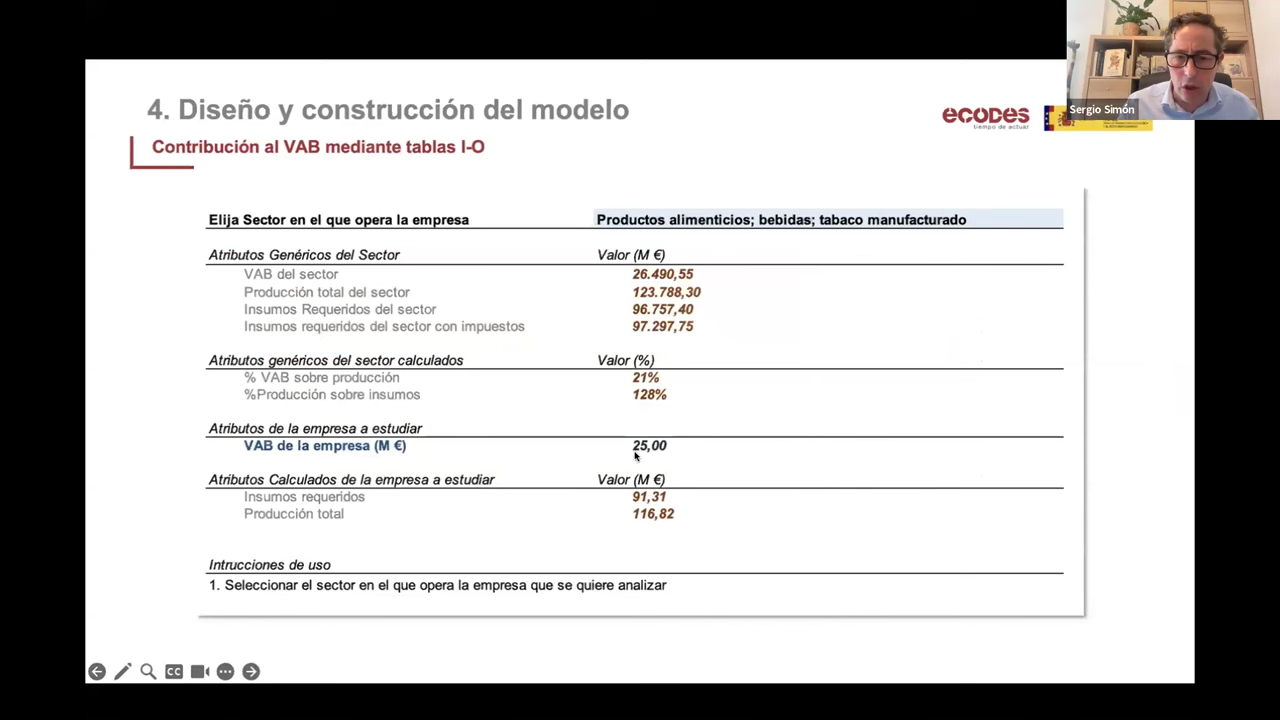 Sergio Simón
4. Diseño y construcción del modelo
ecodes
tiempo de actuar
Contribución al VAB mediante tablas I-O
Elija Sector en el que opera la empresa Productos alimenticios; bebidas; tabaco manufacturado
Atributos Genéricos del Sector Valor (M €)
VAB del sector 26.490,55
Producción total del sector 123.788,30
Insumos Requeridos del sector 96.757,40
Insumos requeridos del sector con impuestos 97.297,75
Atributos genéricos del sector calculados Valor (%)
% VAB sobre producción 21%
%Producción sobre insumos 128%
Atributos de la empresa a estudiar
VAB de la empresa (M €) 25,00
Atributos Calculados de la empresa a estudiar Valor (M €)
Insumos requeridos 91,31
Producción total 116,82
Intrucciones de uso
1. Seleccionar el sector en el que opera la empresa que se quiere analizar
CC